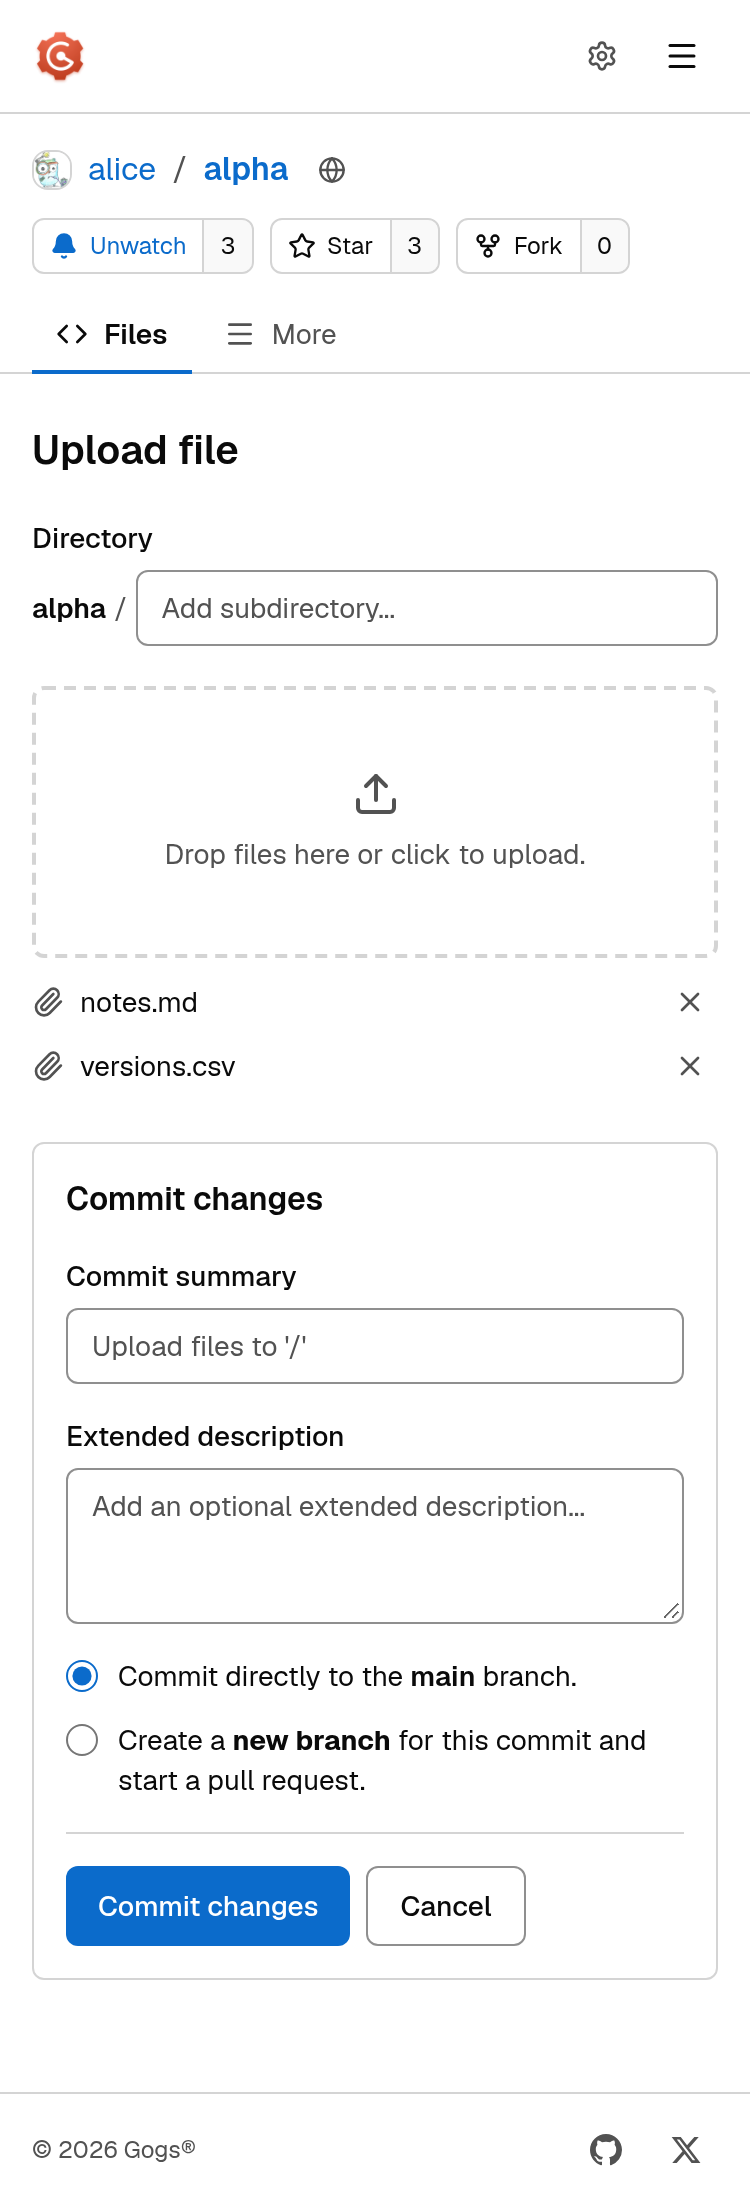 alice / alpha
Unwatch 3 Star 3 Fork 0
Files More
Upload file
Directory
alpha / Add subdirectory...
Drop files here or click to upload.
notes.md
versions.csv
Commit changes
Commit summary
Upload files to '/'
Extended description
Add an optional extended description...
Commit directly to the main branch.
Create a new branch for this commit and
start a pull request.
Commit changes Cancel
© 2026 Gogs®